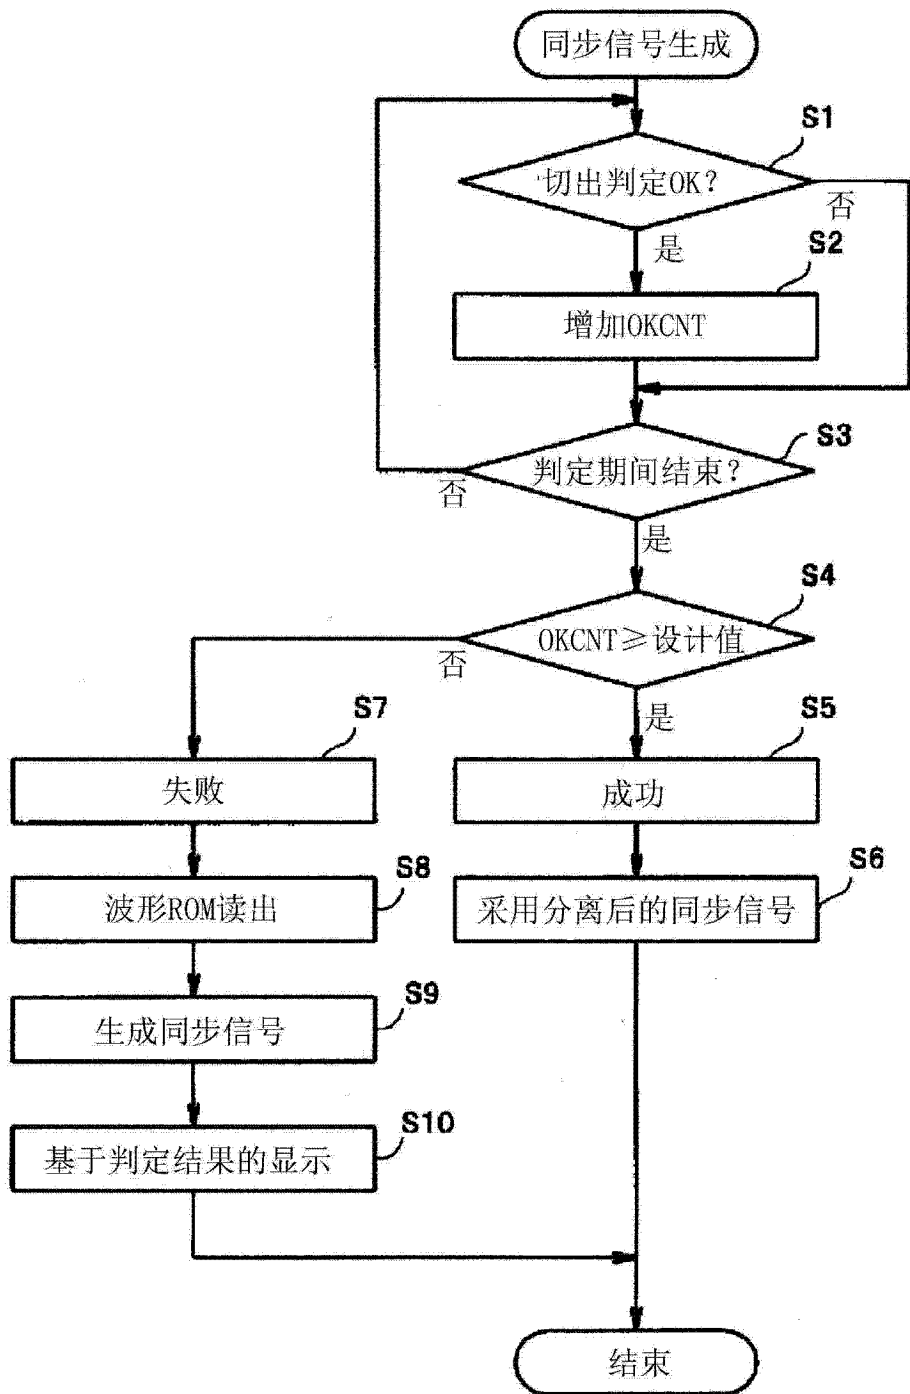 同步信号生成
S1
切出判定OK?
否
是
S2
增加OKCNT
S3
判定期间结束?
否
是
S4
OKCNT≥设计值
否
是
S7
失败
S5
成功
S8
波形ROM读出
S6
采用分离后的同步信号
S9
生成同步信号
S10
基于判定结果的显示
结束